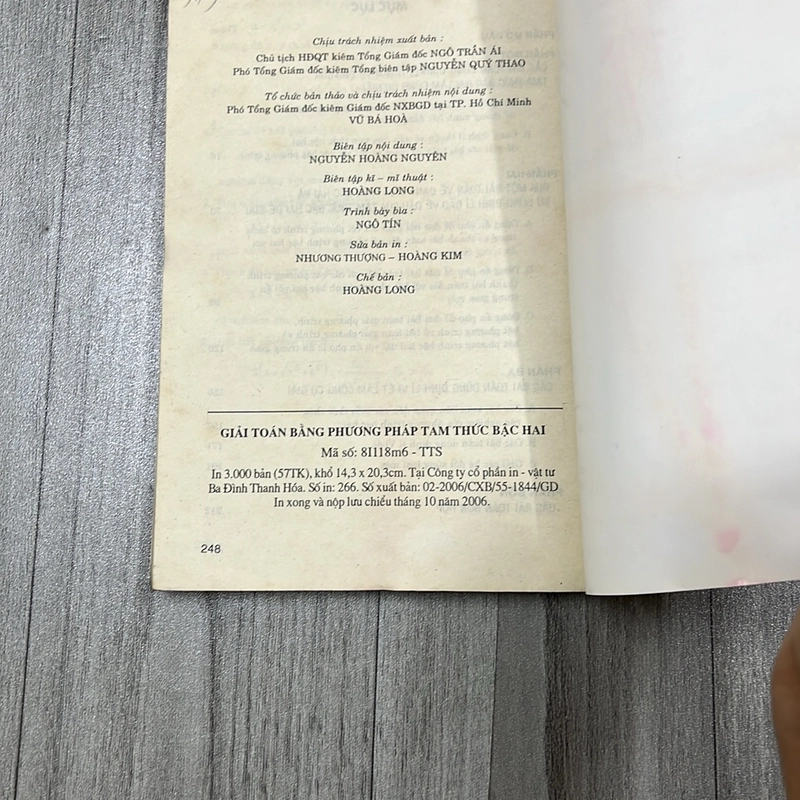 Chịu trách nhiệm xuất bản :
Chủ tịch HĐQT kiêm Tổng Giám đốc NGÔ TRẦN ÁI
Phó Tổng Giám đốc kiêm Tổng biên tập NGUYỄN QUÝ THAO
Tổ chức bản thảo và chịu trách nhiệm nội dung :
Phó Tổng Giám đốc kiêm Giám đốc NXBGD tại TP. Hồ Chí Minh
VŨ BÁ HOÀ
Biên tập nội dung :
NGUYỄN HOÀNG NGUYÊN
Biên tập kĩ – mĩ thuật :
HOÀNG LONG
Trình bày bìa :
NGÔ TÍN
Sửa bản in :
NHƯƠNG THƯỢNG – HOÀNG KIM
Chế bản :
HOÀNG LONG
GIẢI TOÁN BẰNG PHƯƠNG PHÁP TAM THỨC BẬC HAI
Mã số: 8I118m6 - TTS
In 3.000 bản (57TK), khổ 14,3 x 20,3cm. Tại Công ty cổ phần in - vật tư
Ba Đình Thanh Hóa. Số in: 266. Số xuất bản: 02-2006/CXB/55-1844/GD
In xong và nộp lưu chiểu tháng 10 năm 2006.
248